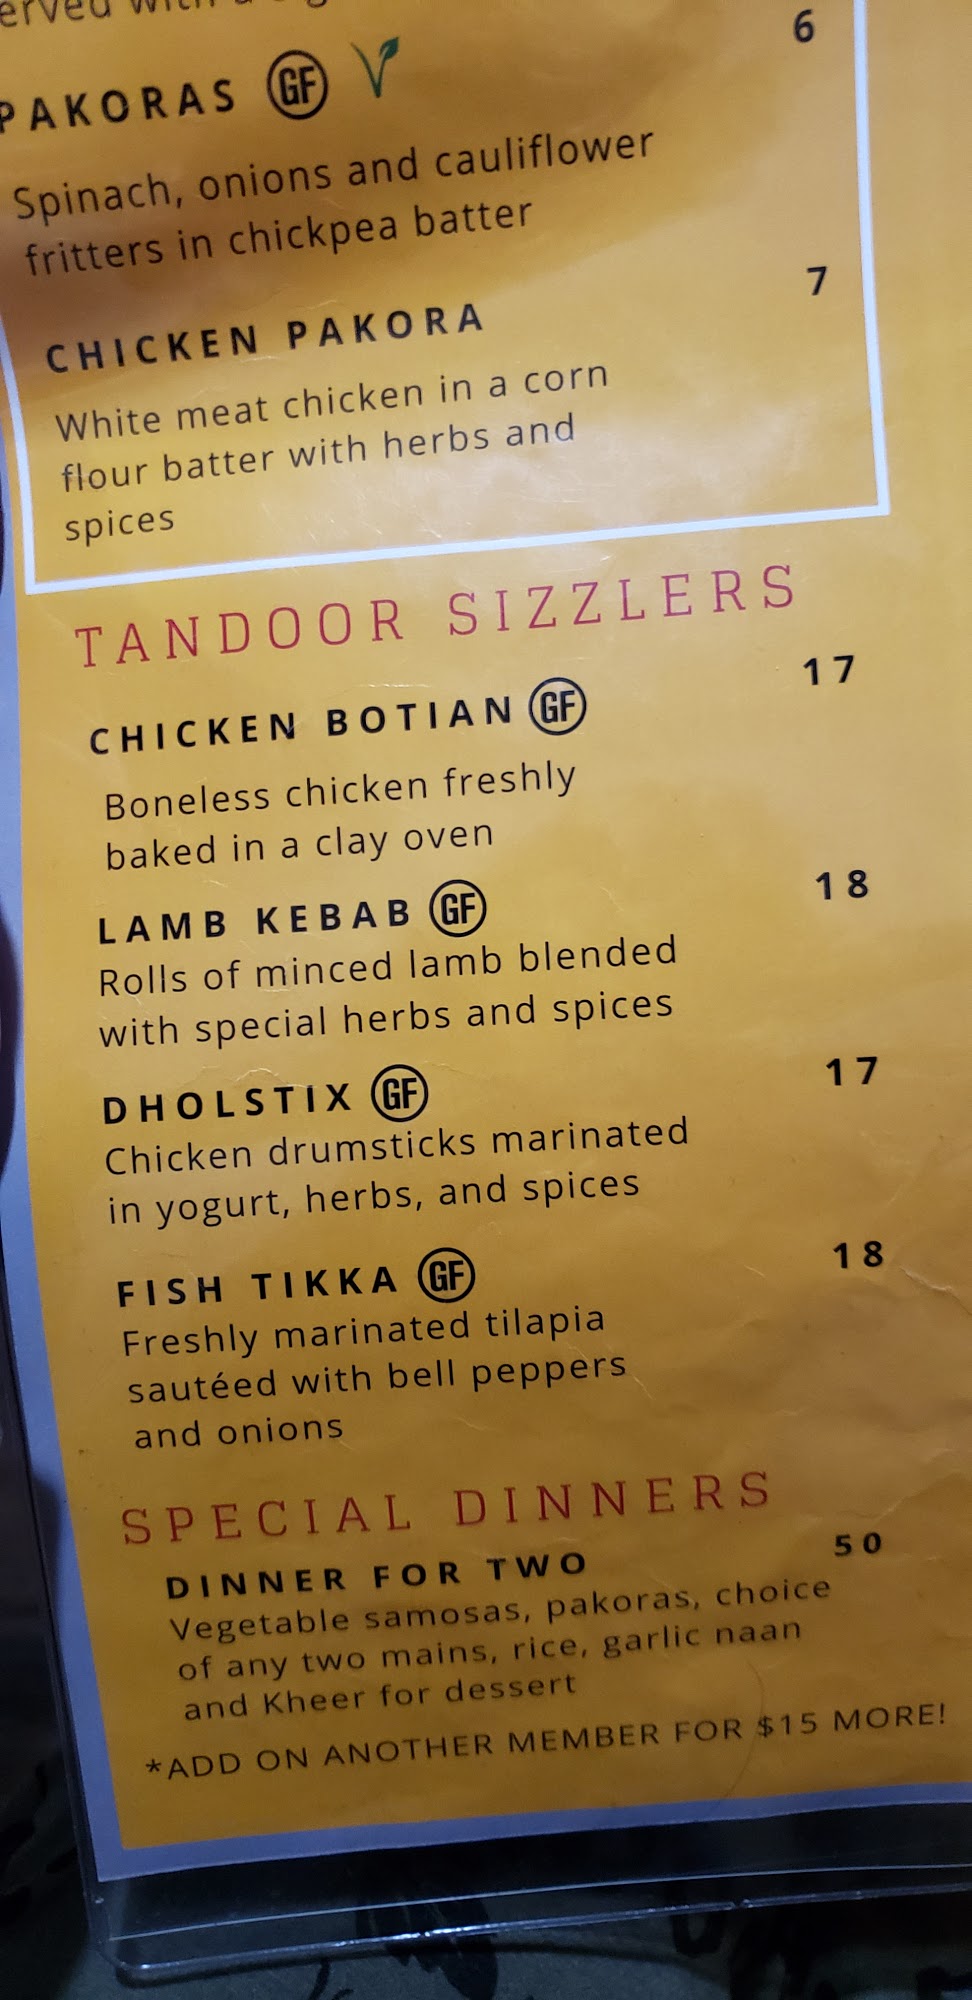 served with a
PAKORAS GF V 6
Spinach, onions and cauliflower
fritters in chickpea batter
CHICKEN PAKORA 7
White meat chicken in a corn
flour batter with herbs and
spices
TANDOOR SIZZLERS
CHICKEN BOTIAN GF 17
Boneless chicken freshly
baked in a clay oven
LAMB KEBAB GF 18
Rolls of minced lamb blended
with special herbs and spices
DHOLSTIX GF 17
Chicken drumsticks marinated
in yogurt, herbs, and spices
FISH TIKKA GF 18
Freshly marinated tilapia
sautéed with bell peppers
and onions
SPECIAL DINNERS
DINNER FOR TWO 50
Vegetable samosas, pakoras, choice
of any two mains, rice, garlic naan
and Kheer for dessert
*ADD ON ANOTHER MEMBER FOR $15 MORE!